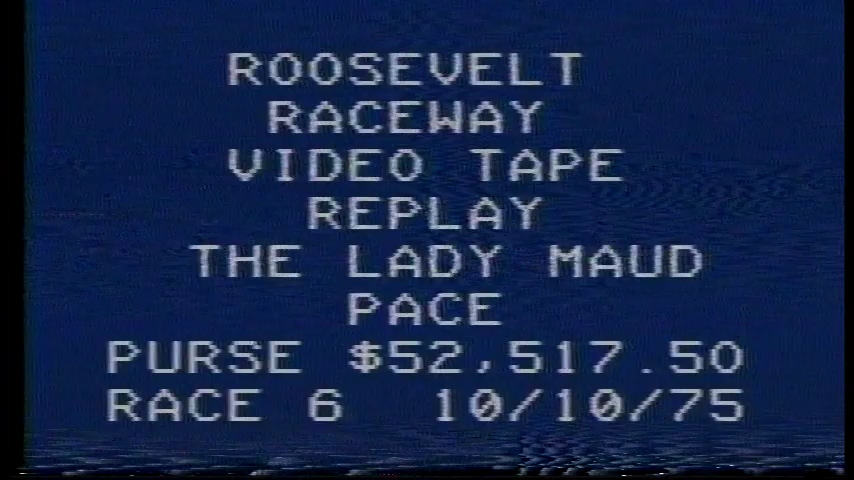 ROOSEVELT
RACEWAY
VIDEO TAPE
REPLAY
THE LADY MAUD
PACE
PURSE $52,517.50
RACE 6 10/10/75